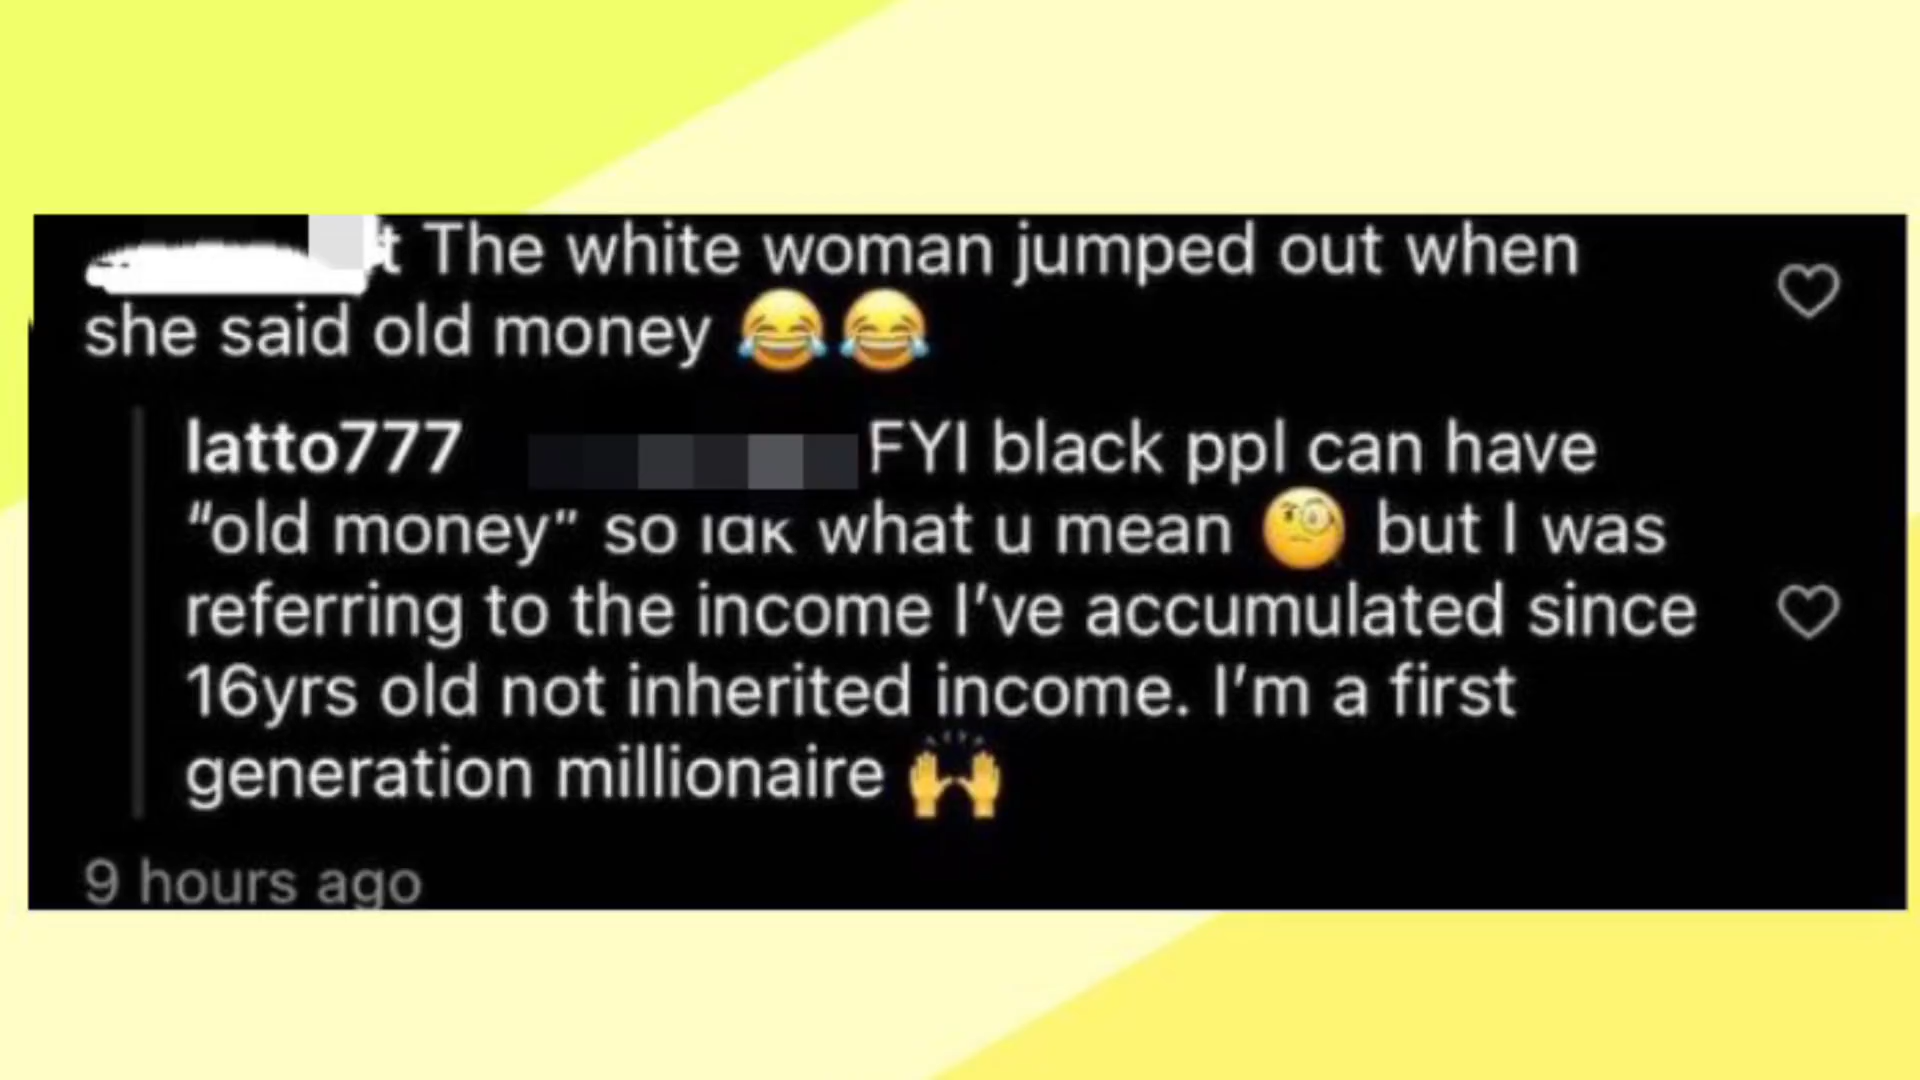 t The white woman jumped out when
she said old money 😂😂
latto777 FYI black ppl can have
“old money” so ıɑĸ what u mean 🧐 but I was
referring to the income I’ve accumulated since
16yrs old not inherited income. I’m a first
generation millionaire 🙌
9 hours ago